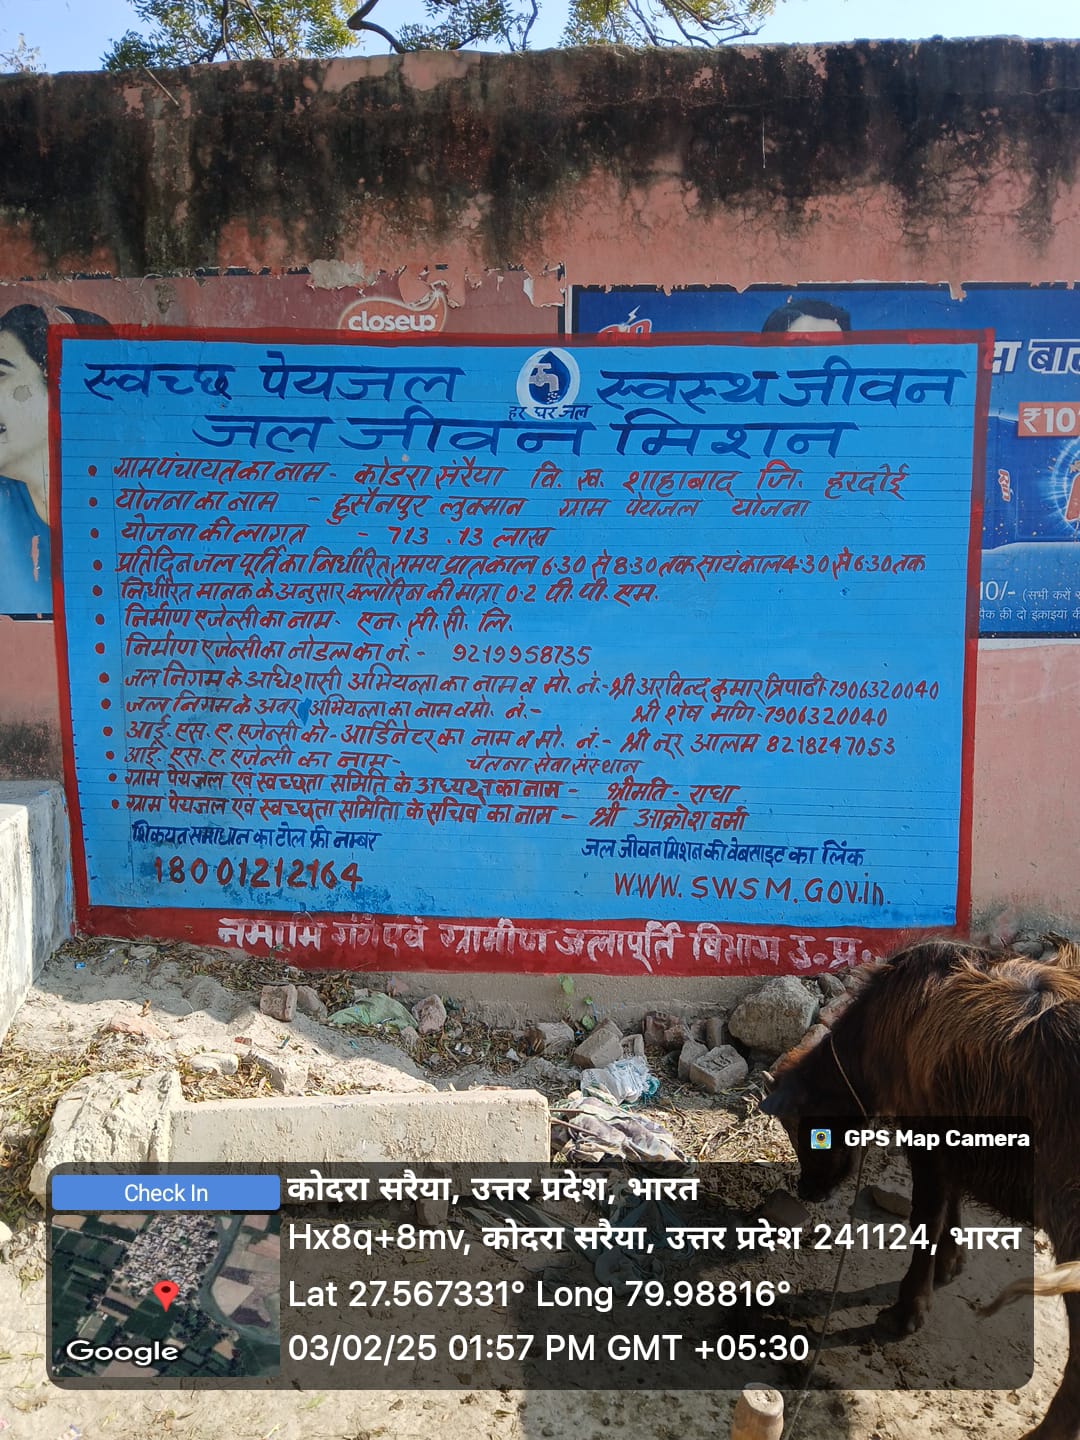 closeup
स्वच्छ पेयजल हर घर जल स्वस्थ जीवन
जल जीवन मिशन
• ग्रामपंचायत का नाम - कोडरा सरैया वि. ख. शाहाबाद जि. हरदोई
• योजना का नाम - हुसैनपुर लुक्मान ग्राम पेयजल योजना
• योजना की लागत - 713.13 लाख
• प्रतिदिन जल पूर्ति का निर्धारित समय प्रातकाल 6:30 से 8:30 तक सायंकाल 4:30 से 6:30 तक
• निर्धारित मानक के अनुसार क्लोरिन की मात्रा 0.2 पी. पी. एम.
• निर्माण एजेन्सी का नाम - एन. सी. सी. लि.
• निर्माण एजेन्सी का नोडल का नं. - 9219958735
• जल निगम के अधिशासी अभियन्ता का नाम व मो. नं. - श्री अरविन्द कुमार त्रिपाठी - 7906320040
• जल निगम के अवर अभियन्ता का नाम व मो. नं. - श्री शेष मणि - 7906320040
• आई. एस. ए. एजेन्सी को-आर्डिनेटर का नाम व मो. नं. - श्री नूर आलम 8218247053
• आई. एस. ए. एजेन्सी का नाम - चेतना सेवा संस्थान
• ग्राम पेयजल एवं स्वच्छता समिति के अध्यक्ष का नाम - श्रीमति - राधा
• ग्राम पेयजल एवं स्वच्छता समिति के सचिव का नाम - श्री आक्रोश वर्मा
शिकयत समाधान का टोल फ्री नम्बर
18001212164
जल जीवन मिशन की वेबसाइट का लिंक
WWW.SWSM.Gov.in.
नमामि गंगे एवं ग्रामीण जलापूर्ति विभाग उ.प्र.
₹10
10/-
GPS Map Camera
Check In
कोदरा सरैया, उत्तर प्रदेश, भारत
Hx8q+8mv, कोदरा सरैया, उत्तर प्रदेश 241124, भारत
Lat 27.567331° Long 79.98816°
03/02/25 01:57 PM GMT +05:30
Google